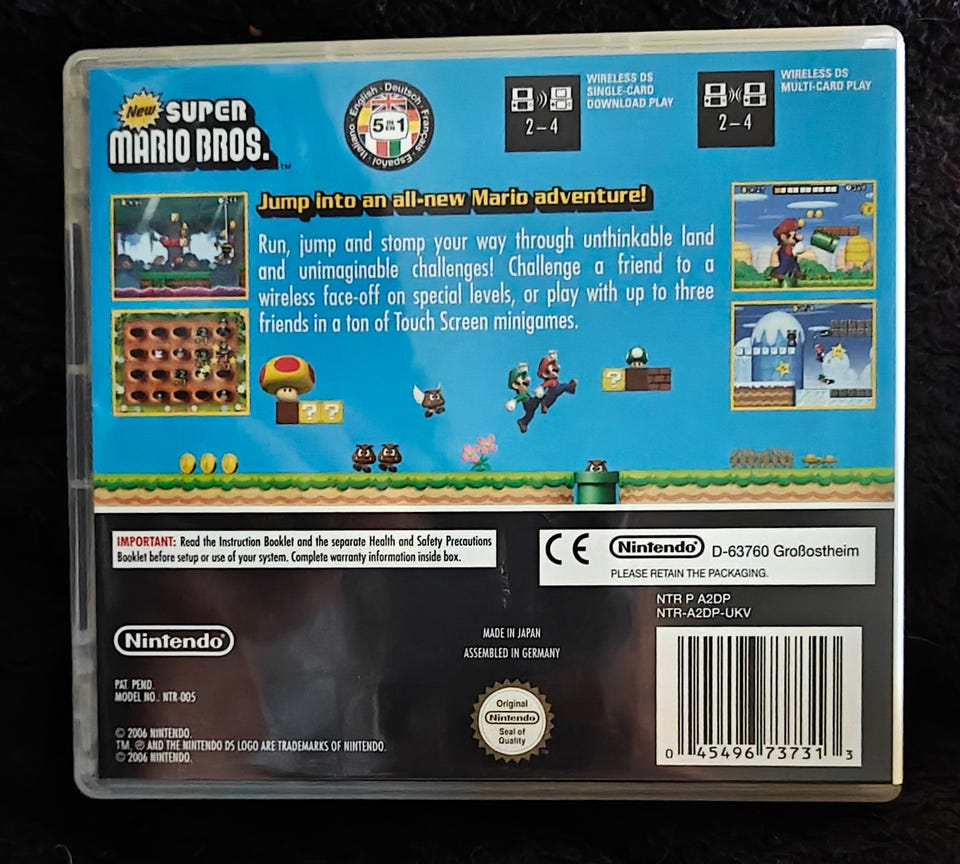 New SUPER
MARIO BROS.™
English · Deutsch · Français · Español · Italiano
5 IN 1
2–4
WIRELESS DS
SINGLE-CARD
DOWNLOAD PLAY
2–4
WIRELESS DS
MULTI-CARD PLAY
Jump into an all-new Mario adventure!
Run, jump and stomp your way through unthinkable land
and unimaginable challenges! Challenge a friend to a
wireless face-off on special levels, or play with up to three
friends in a ton of Touch Screen minigames.
? ?
?
IMPORTANT: Read the Instruction Booklet and the separate Health and Safety Precautions
Booklet before setup or use of your system. Complete warranty information inside box.
CE Nintendo® D-63760 Großostheim
PLEASE RETAIN THE PACKAGING.
NTR P A2DP
NTR-A2DP-UKV
Nintendo®
MADE IN JAPAN
ASSEMBLED IN GERMANY
PAT. PEND.
MODEL NO.: NTR-005
Original
Nintendo
Seal of
Quality
© 2006 NINTENDO.
TM, ® AND THE NINTENDO DS LOGO ARE TRADEMARKS OF NINTENDO.
© 2006 NINTENDO.
0 45496 73731 3